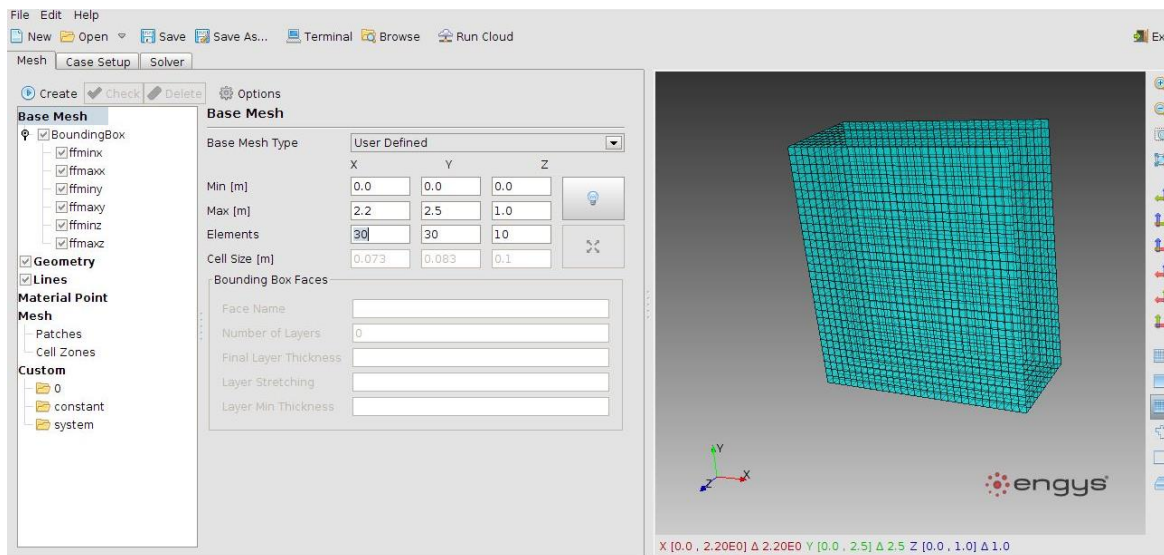 File Edit Help
New Open Save Save As... Terminal Browse Run Cloud
Mesh Case Setup Solver
Create Check Delete Options
Base Mesh
BoundingBox
ffminx
ffmaxx
ffminy
ffmaxy
ffminz
ffmaxz
Geometry
Lines
Material Point
Mesh
Patches
Cell Zones
Custom
0
constant
system
Base Mesh
Base Mesh Type User Defined
X Y Z
Min [m] 0.0 0.0 0.0
Max [m] 2.2 2.5 1.0
Elements 30 30 10
Cell Size [m] 0.073 0.083 0.1
Bounding Box Faces
Face Name
Number of Layers 0
Final Layer Thickness
Layer Stretching
Layer Min Thickness
Y
X
Z
engys
X [0.0 , 2.20E0] Δ 2.20E0 Y [0.0 , 2.5] Δ 2.5 Z [0.0 , 1.0] Δ 1.0